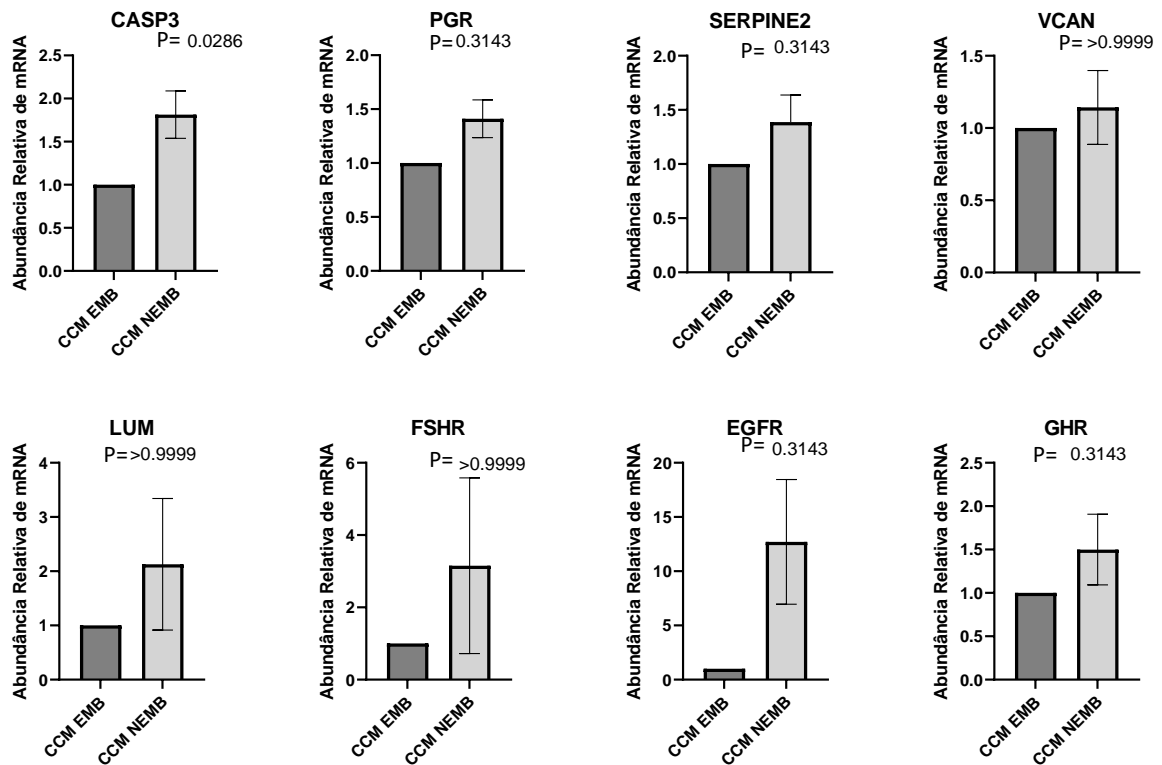 CASP3
P= 0.0286
Abundância Relativa de mRNA
2.5
2.0
1.5
1.0
0.5
0.0
CCM EMB
CCM NEMB
PGR
P=0.3143
Abundância Relativa de mRNA
2.0
1.5
1.0
0.5
0.0
CCM EMB
CCM NEMB
SERPINE2
P= 0.3143
Abundância Relativa de mRNA
2.0
1.5
1.0
0.5
0.0
CCM EMB
CCM NEMB
VCAN
P= >0.9999
Abundância Relativa de mRNA
1.5
1.0
0.5
0.0
CCM EMB
CCM NEMB
LUM
P=>0.9999
Abundância Relativa de mRNA
4
3
2
1
0
CCM EMB
CCM NEMB
FSHR
P= >0.9999
Abundância Relativa de mRNA
6
4
2
0
CCM EMB
CCM NEMB
EGFR
P= 0.3143
Abundância Relativa de mRNA
20
15
10
5
0
CCM EMB
CCM NEMB
GHR
P= 0.3143
Abundância Relativa de mRNA
2.5
2.0
1.5
1.0
0.5
0.0
CCM EMB
CCM NEMB